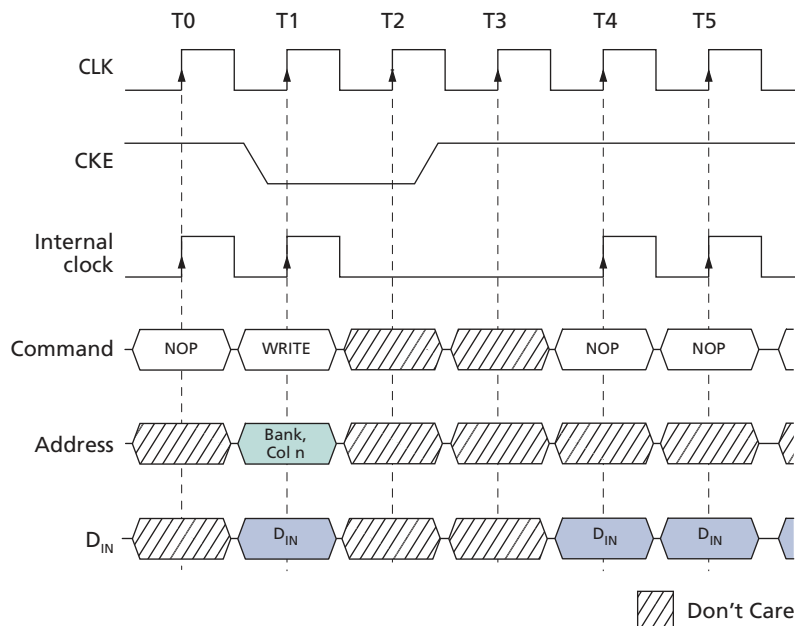 T0 T1 T2 T3 T4 T5
CLK
CKE
Internal
clock
Command NOP WRITE NOP NOP
Address Bank,
Col n
DIN DIN DIN DIN
Don't Care